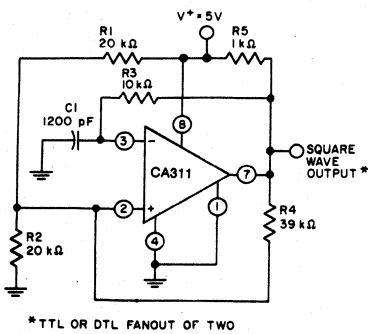 V+ = 5V
R1
20 kΩ
R5
1 kΩ
R3
10 kΩ
C1
1200 pF
8
3
−
CA311
7
SQUARE
WAVE
OUTPUT *
2
+
1
4
R4
39 kΩ
R2
20 kΩ
* TTL OR DTL FANOUT OF TWO